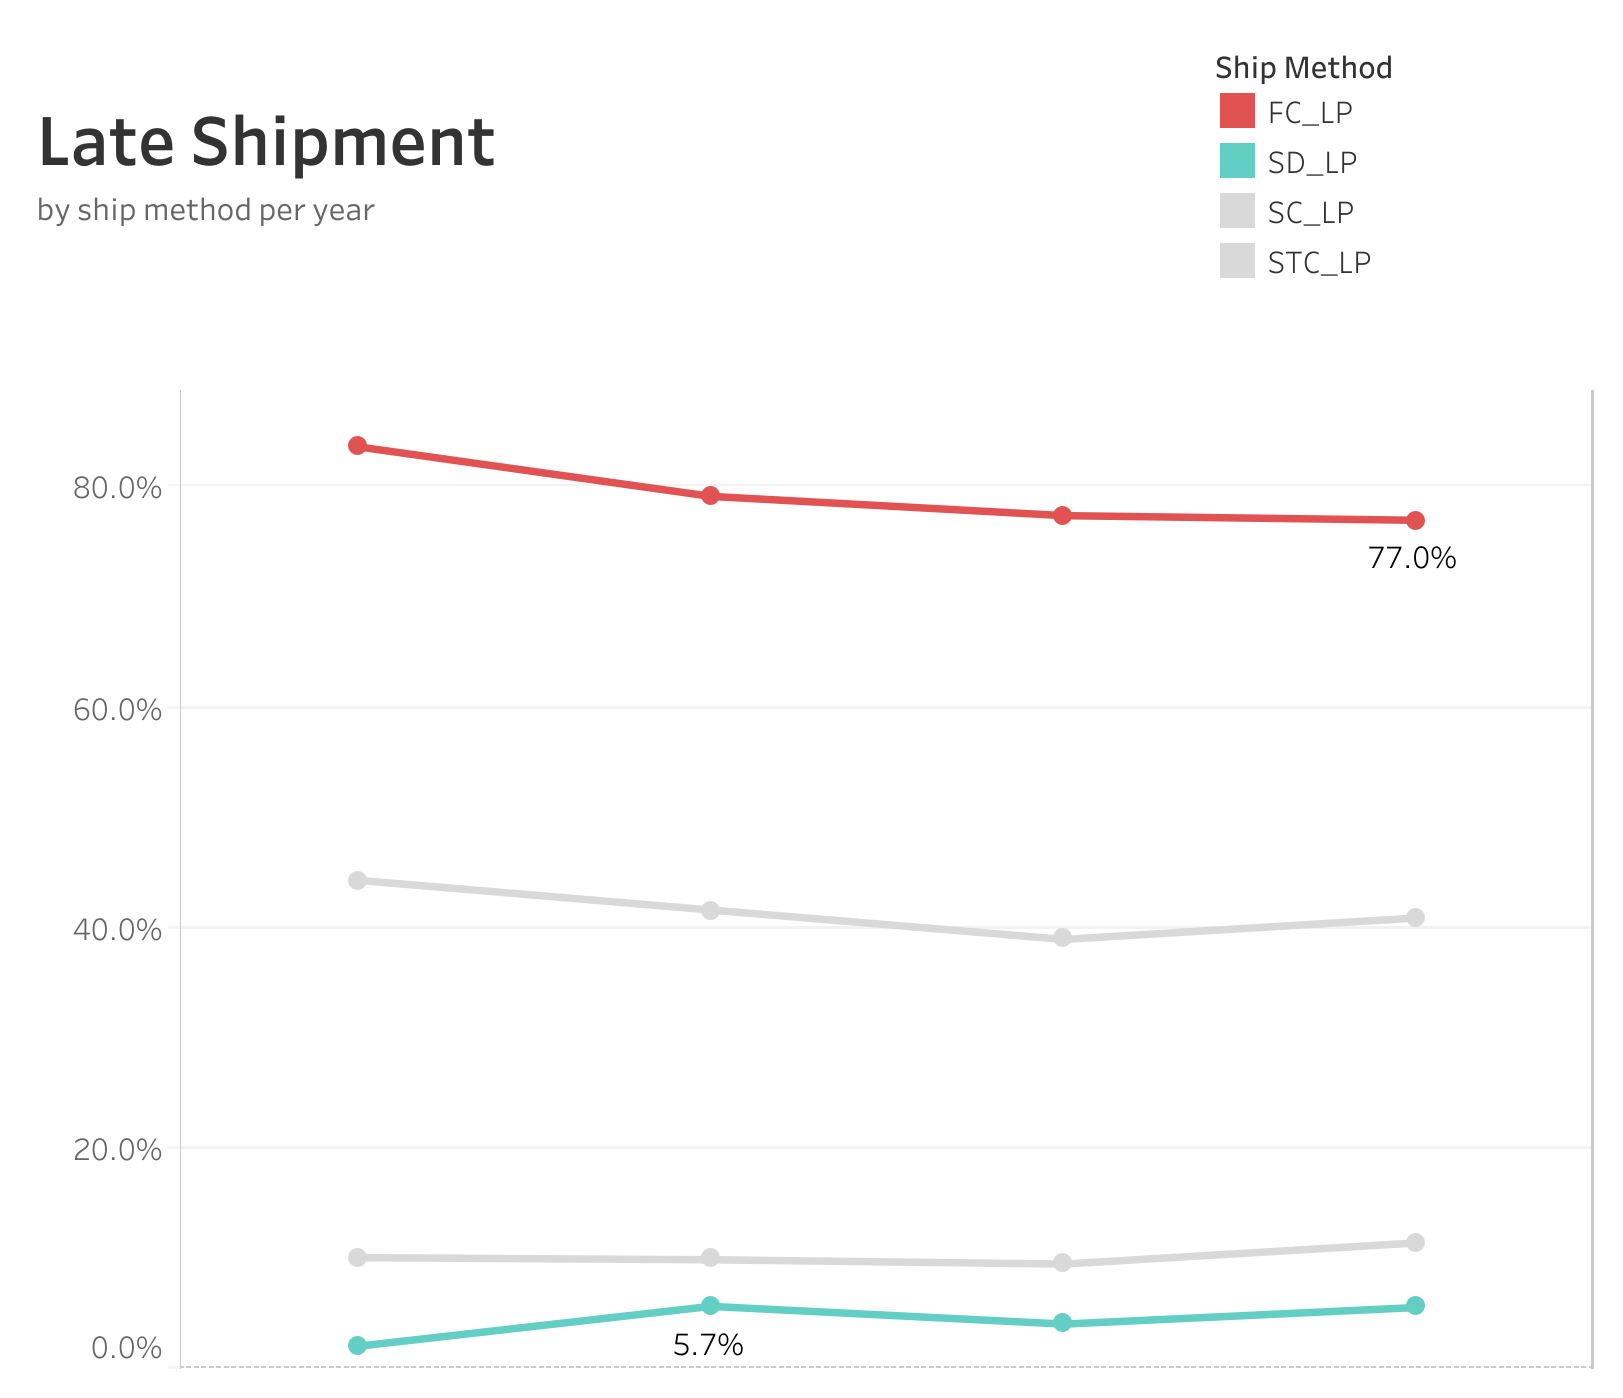 Ship Method
FC_LP
SD_LP
SC_LP
STC_LP
Late Shipment
by ship method per year
80.0%
77.0%
60.0%
40.0%
20.0%
0.0%
5.7%